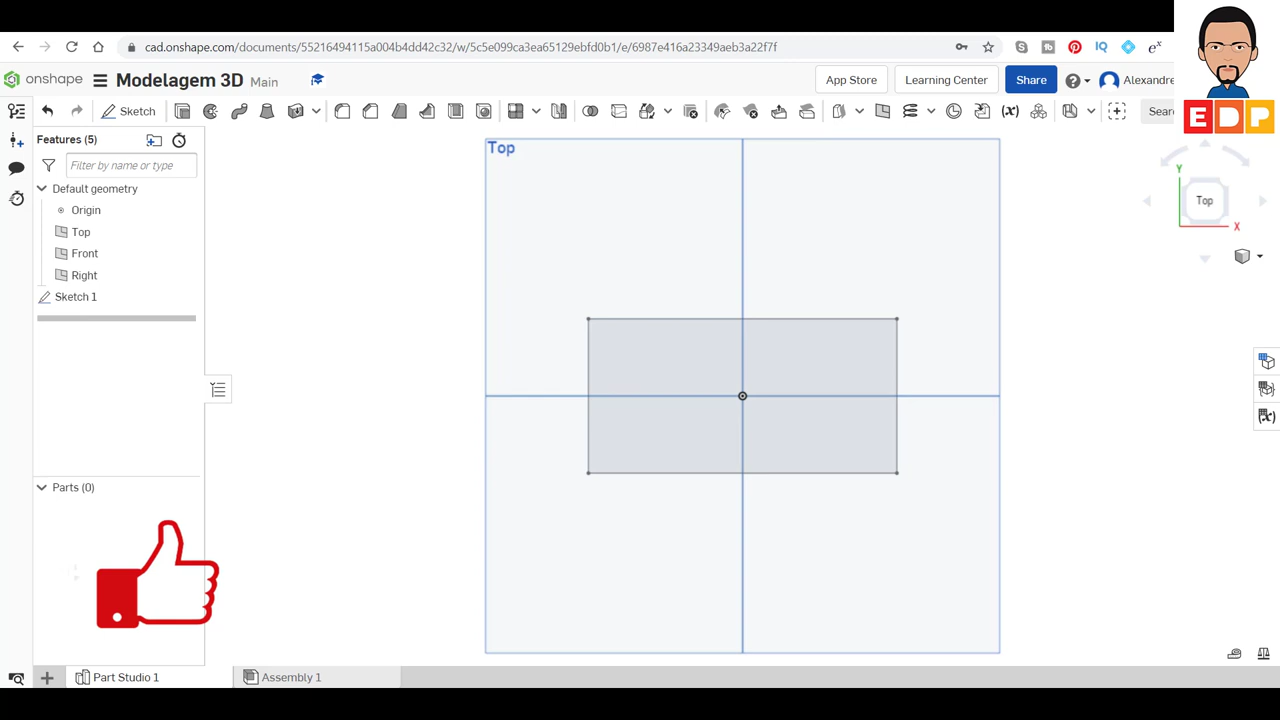 cad.onshape.com/documents/55216494115a004b4dd42c32/w/5c5e099ca3ea65129ebfd0b1/e/6987e416a23349aeb3a22f7f
IQ
e^x
onshape
Modelagem 3D
Main
App Store
Learning Center
Share
Alexandre
EDP
Sketch
(x)
Sear
Features (5)
Filter by name or type
Default geometry
Origin
Top
Front
Right
Sketch 1
Top
Y
Top
X
(x)
Parts (0)
Part Studio 1
Assembly 1